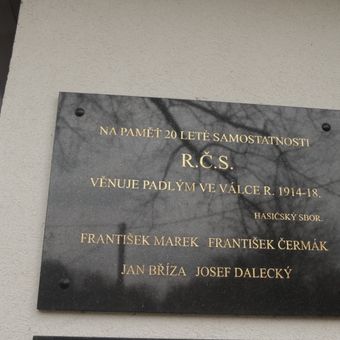 NA PAMĚŤ 20 LETÉ SAMOSTATNOSTI
R.Č.S.
VĚNUJE PADLÝM VE VÁLCE R. 1914-18.
HASIČSKÝ SBOR.
FRANTIŠEK MAREK FRANTIŠEK ČERMÁK
JAN BŘÍZA JOSEF DALECKÝ